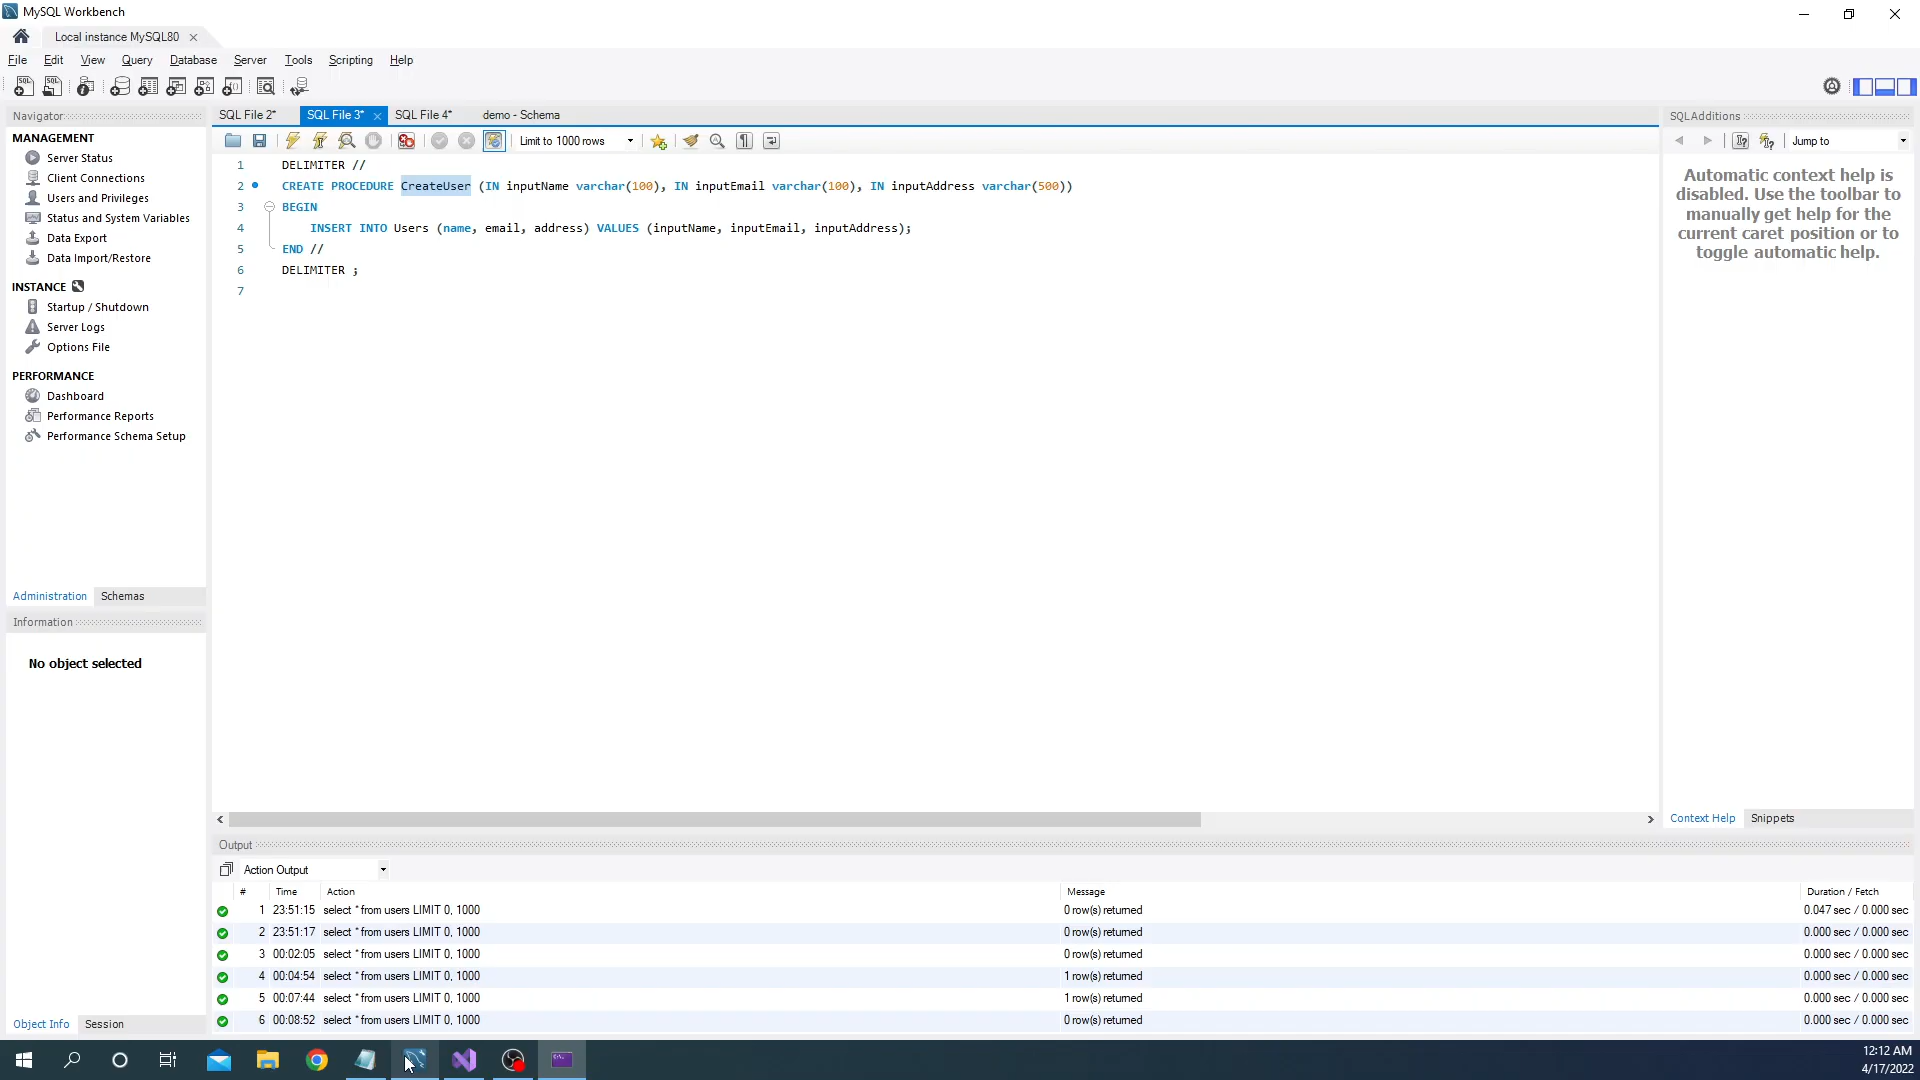 MySQL Workbench
Local instance MySQL80
File Edit View Query Database Server Tools Scripting Help
Navigator
MANAGEMENT
Server Status
Client Connections
Users and Privileges
Status and System Variables
Data Export
Data Import/Restore
INSTANCE
Startup / Shutdown
Server Logs
Options File
PERFORMANCE
Dashboard
Performance Reports
Performance Schema Setup
Administration Schemas
Information
No object selected
Object Info Session
SQL File 2* SQL File 3* SQL File 4* demo - Schema
Limit to 1000 rows
1 DELIMITER //
2 CREATE PROCEDURE CreateUser (IN inputName varchar(100), IN inputEmail varchar(100), IN inputAddress varchar(500))
3 BEGIN
4 INSERT INTO Users (name, email, address) VALUES (inputName, inputEmail, inputAddress);
5 END //
6 DELIMITER ;
7
SQLAdditions
Jump to
Automatic context help is
disabled. Use the toolbar to
manually get help for the
current caret position or to
toggle automatic help.
Context Help Snippets
Output
Action Output
# Time Action Message Duration / Fetch
1 23:51:15 select * from users LIMIT 0, 1000 0 row(s) returned 0.047 sec / 0.000 sec
2 23:51:17 select * from users LIMIT 0, 1000 0 row(s) returned 0.000 sec / 0.000 sec
3 00:02:05 select * from users LIMIT 0, 1000 0 row(s) returned 0.000 sec / 0.000 sec
4 00:04:54 select * from users LIMIT 0, 1000 1 row(s) returned 0.000 sec / 0.000 sec
5 00:07:44 select * from users LIMIT 0, 1000 1 row(s) returned 0.000 sec / 0.000 sec
6 00:08:52 select * from users LIMIT 0, 1000 0 row(s) returned 0.000 sec / 0.000 sec
12:12 AM
4/17/2022